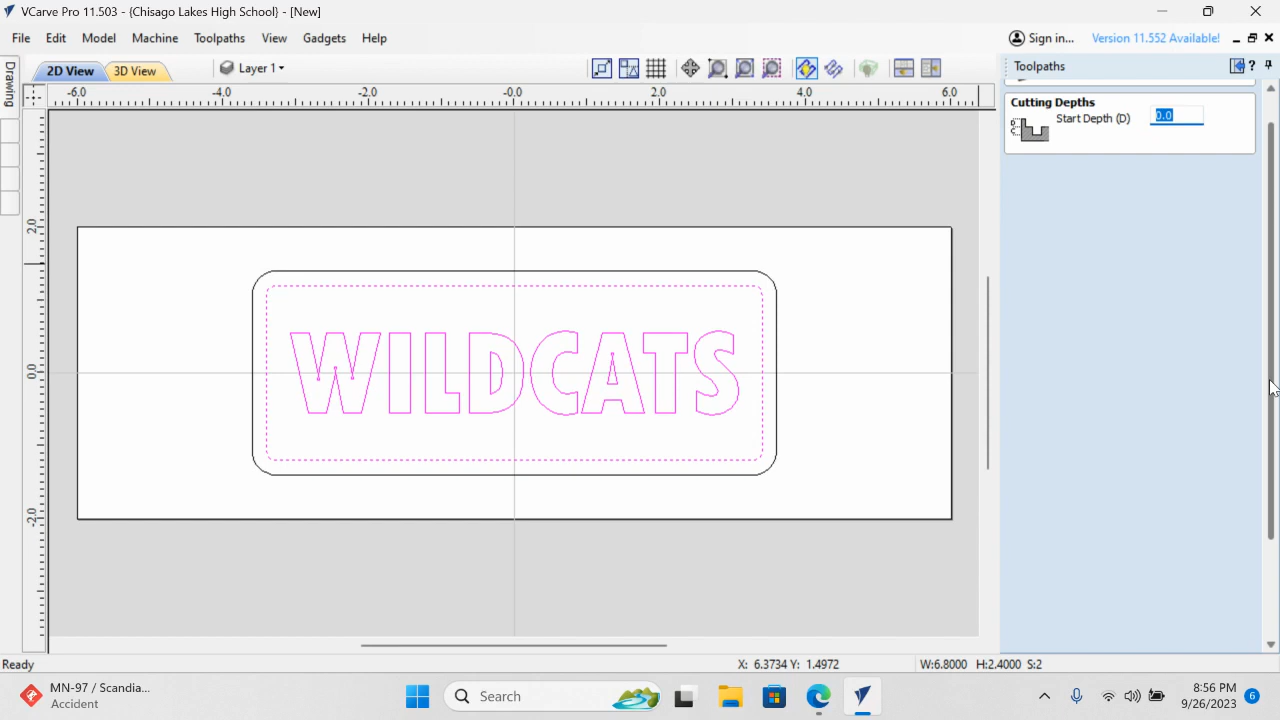 VCarve Pro 11.503 - {Chisago Lakes High School} - [New]
File Edit Model Machine Toolpaths View Gadgets Help
Sign in... Version 11.552 Available!
Drawing
2D View 3D View Layer 1
Toolpaths
-6.0 -4.0 -2.0 -0.0 2.0 4.0 6.0
Cutting Depths
Start Depth (D) 0.0
2.0
0.0
-2.0
WILDCATS
Ready X: 6.3734 Y: 1.4972 W:6.8000 H:2.4000 S:2
MN-97 / Scandia...
Accident
Search
8:56 PM
9/26/2023
6